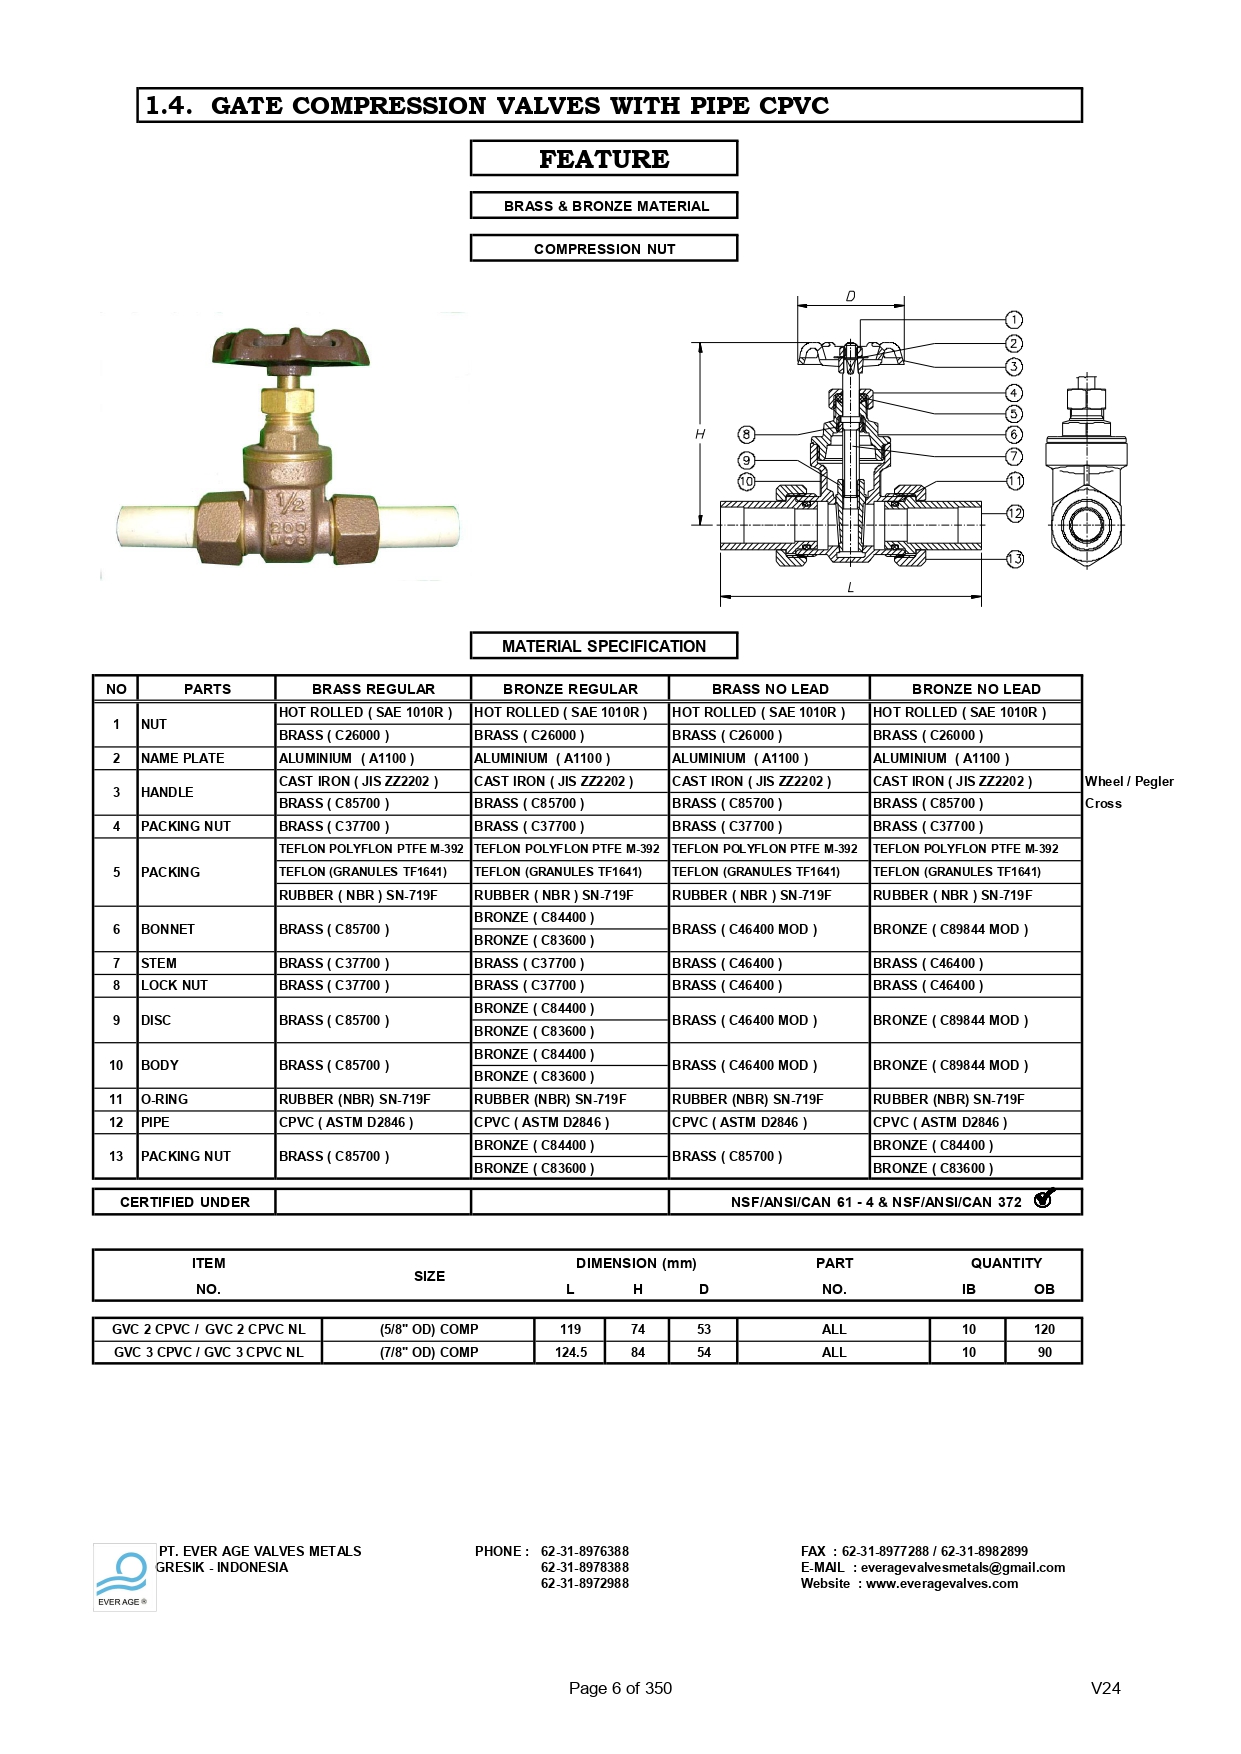 1.4. GATE COMPRESSION VALVES WITH PIPE CPVC
FEATURE
BRASS & BRONZE MATERIAL
COMPRESSION NUT
1/2
200
WOG
D
H
L
1
2
3
4
5
6
7
8
9
10
11
12
13
MATERIAL SPECIFICATION
NO PARTS BRASS REGULAR BRONZE REGULAR BRASS NO LEAD BRONZE NO LEAD
1 NUT HOT ROLLED ( SAE 1010R ) HOT ROLLED ( SAE 1010R ) HOT ROLLED ( SAE 1010R ) HOT ROLLED ( SAE 1010R )
BRASS ( C26000 ) BRASS ( C26000 ) BRASS ( C26000 ) BRASS ( C26000 )
2 NAME PLATE ALUMINIUM ( A1100 ) ALUMINIUM ( A1100 ) ALUMINIUM ( A1100 ) ALUMINIUM ( A1100 )
3 HANDLE CAST IRON ( JIS ZZ2202 ) CAST IRON ( JIS ZZ2202 ) CAST IRON ( JIS ZZ2202 ) CAST IRON ( JIS ZZ2202 ) Wheel / Pegler
BRASS ( C85700 ) BRASS ( C85700 ) BRASS ( C85700 ) BRASS ( C85700 ) Cross
4 PACKING NUT BRASS ( C37700 ) BRASS ( C37700 ) BRASS ( C37700 ) BRASS ( C37700 )
5 PACKING TEFLON POLYFLON PTFE M-392 TEFLON POLYFLON PTFE M-392 TEFLON POLYFLON PTFE M-392 TEFLON POLYFLON PTFE M-392
TEFLON (GRANULES TF1641) TEFLON (GRANULES TF1641) TEFLON (GRANULES TF1641) TEFLON (GRANULES TF1641)
RUBBER ( NBR ) SN-719F RUBBER ( NBR ) SN-719F RUBBER ( NBR ) SN-719F RUBBER ( NBR ) SN-719F
6 BONNET BRASS ( C85700 ) BRONZE ( C84400 ) BRASS ( C46400 MOD ) BRONZE ( C89844 MOD )
BRONZE ( C83600 )
7 STEM BRASS ( C37700 ) BRASS ( C37700 ) BRASS ( C46400 ) BRASS ( C46400 )
8 LOCK NUT BRASS ( C37700 ) BRASS ( C37700 ) BRASS ( C46400 ) BRASS ( C46400 )
9 DISC BRASS ( C85700 ) BRONZE ( C84400 ) BRASS ( C46400 MOD ) BRONZE ( C89844 MOD )
BRONZE ( C83600 )
10 BODY BRASS ( C85700 ) BRONZE ( C84400 ) BRASS ( C46400 MOD ) BRONZE ( C89844 MOD )
BRONZE ( C83600 )
11 O-RING RUBBER (NBR) SN-719F RUBBER (NBR) SN-719F RUBBER (NBR) SN-719F RUBBER (NBR) SN-719F
12 PIPE CPVC ( ASTM D2846 ) CPVC ( ASTM D2846 ) CPVC ( ASTM D2846 ) CPVC ( ASTM D2846 )
13 PACKING NUT BRASS ( C85700 ) BRONZE ( C84400 ) BRASS ( C85700 ) BRONZE ( C84400 )
BRONZE ( C83600 ) BRONZE ( C83600 )
CERTIFIED UNDER NSF/ANSI/CAN 61 - 4 & NSF/ANSI/CAN 372
ITEM NO. SIZE DIMENSION (mm) PART NO. QUANTITY
L H D IB OB
GVC 2 CPVC / GVC 2 CPVC NL (5/8" OD) COMP 119 74 53 ALL 10 120
GVC 3 CPVC / GVC 3 CPVC NL (7/8" OD) COMP 124.5 84 54 ALL 10 90
EVER AGE ®
PT. EVER AGE VALVES METALS PHONE : 62-31-8976388 FAX : 62-31-8977288 / 62-31-8982899
GRESIK - INDONESIA 62-31-8978388 E-MAIL : everagevalvesmetals@gmail.com
62-31-8972988 Website : www.everagevalves.com
Page 6 of 350 V24